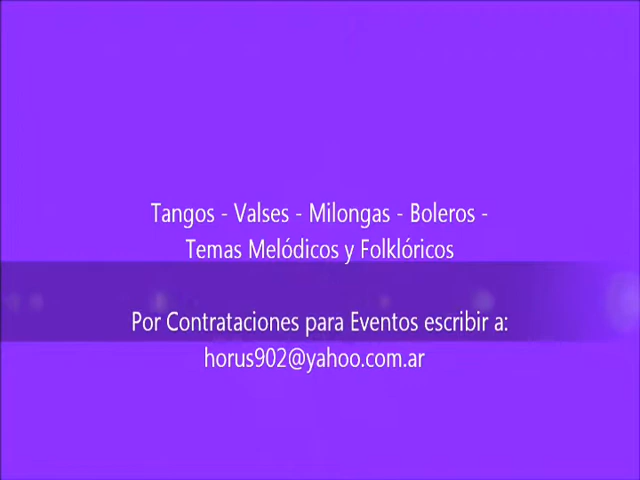 Tangos - Valses - Milongas - Boleros -
Temas Melódicos y Folklóricos
Por Contrataciones para Eventos escribir a:
horus902@yahoo.com.ar